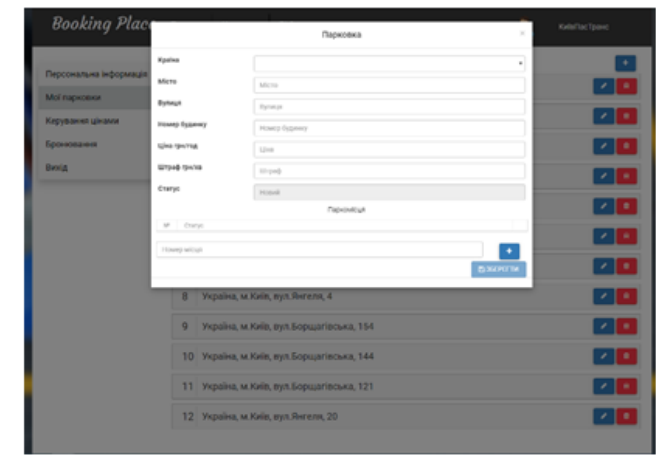 Booking Plac
КиївПасТранс
Парковка
×
Персональна інформація
Мої парковки
Керування цінами
Бронювання
Вихід
Країна
Місто
Місто
Вулиця
Вулиця
Номер будинку
Номер будинку
Ціна грн/год
Ціна
Штраф грн/хв
Штраф
Статус
Новий
Паркомісця
№ Статус
Номер місця
+
ЗБЕРЕГТИ
+
8 Україна, м.Київ, вул.Янгеля, 4
9 Україна, м.Київ, вул.Борщагівська, 154
10 Україна, м.Київ, вул.Борщагівська, 144
11 Україна, м.Київ, вул.Борщагівська, 121
12 Україна, м.Київ, вул.Янгеля, 20